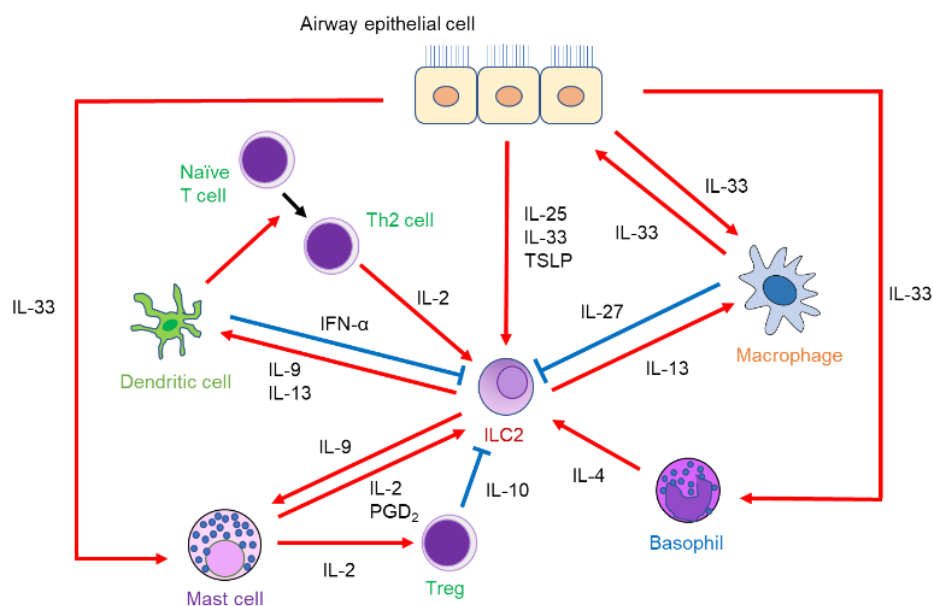 Airway epithelial cell
Naïve
T cell
Th2 cell
IL-33
IL-25
IL-33
TSLP
IL-33
IL-33
IL-33
IL-2
IFN-α
IL-27
Dendritic cell
IL-9
IL-13
IL-13
Macrophage
ILC2
IL-9
IL-2
PGD₂
IL-10
IL-4
IL-2
Mast cell
Treg
Basophil